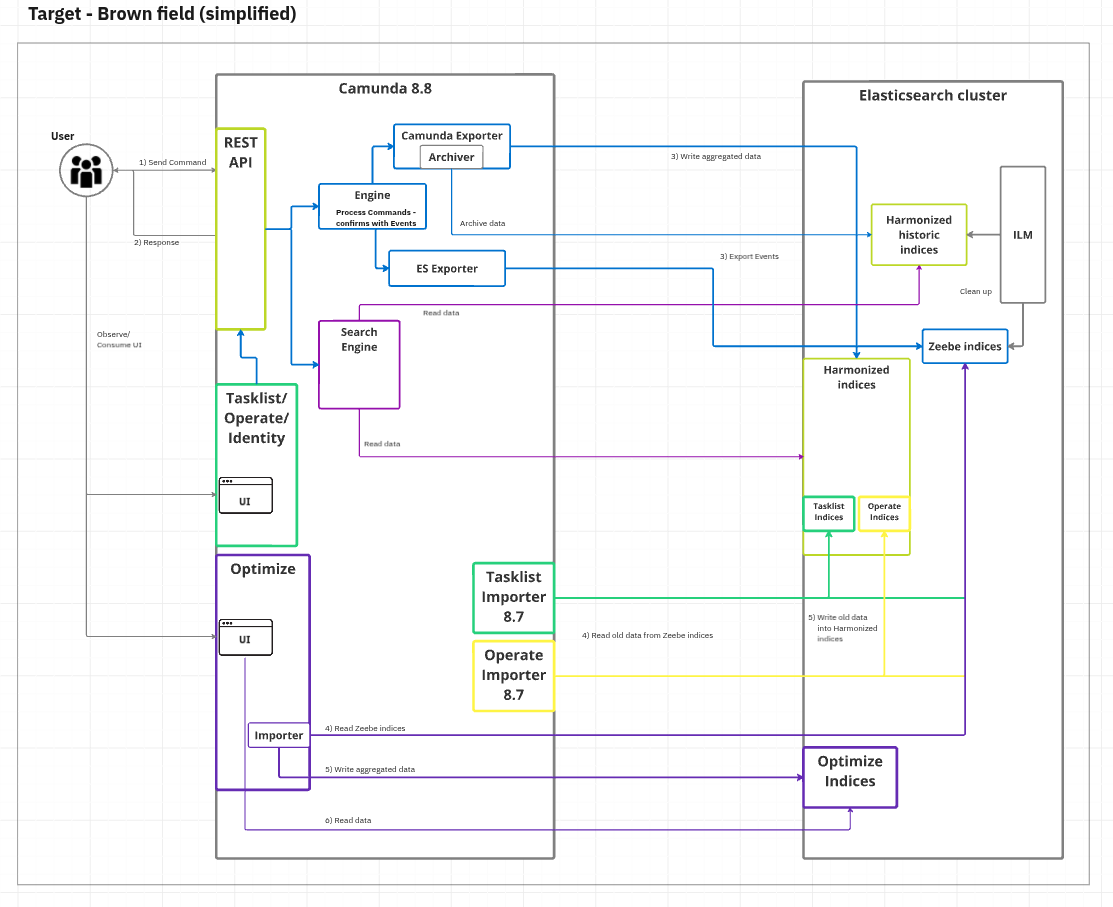 Target - Brown field (simplified)
Camunda 8.8
Elasticsearch cluster
User
REST
API
1) Send Command
2) Response
Camunda Exporter
Archiver
3) Write aggregated data
Engine
Process Commands -
confirms with Events
Archive data
Harmonized
historic
indices
ILM
ES Exporter
3) Export Events
Clean up
Read data
Search
Engine
Observe/
Consume UI
Zeebe indices
Harmonized
indices
Tasklist/
Operate/
Identity
Read data
UI
Tasklist
Indices
Operate
Indices
Optimize
Tasklist
Importer
8.7
UI
4) Read old data from Zeebe indices
5) Write old data
into Harmonized
indices
Operate
Importer
8.7
Importer
4) Read Zeebe indices
5) Write aggregated data
Optimize
Indices
6) Read data